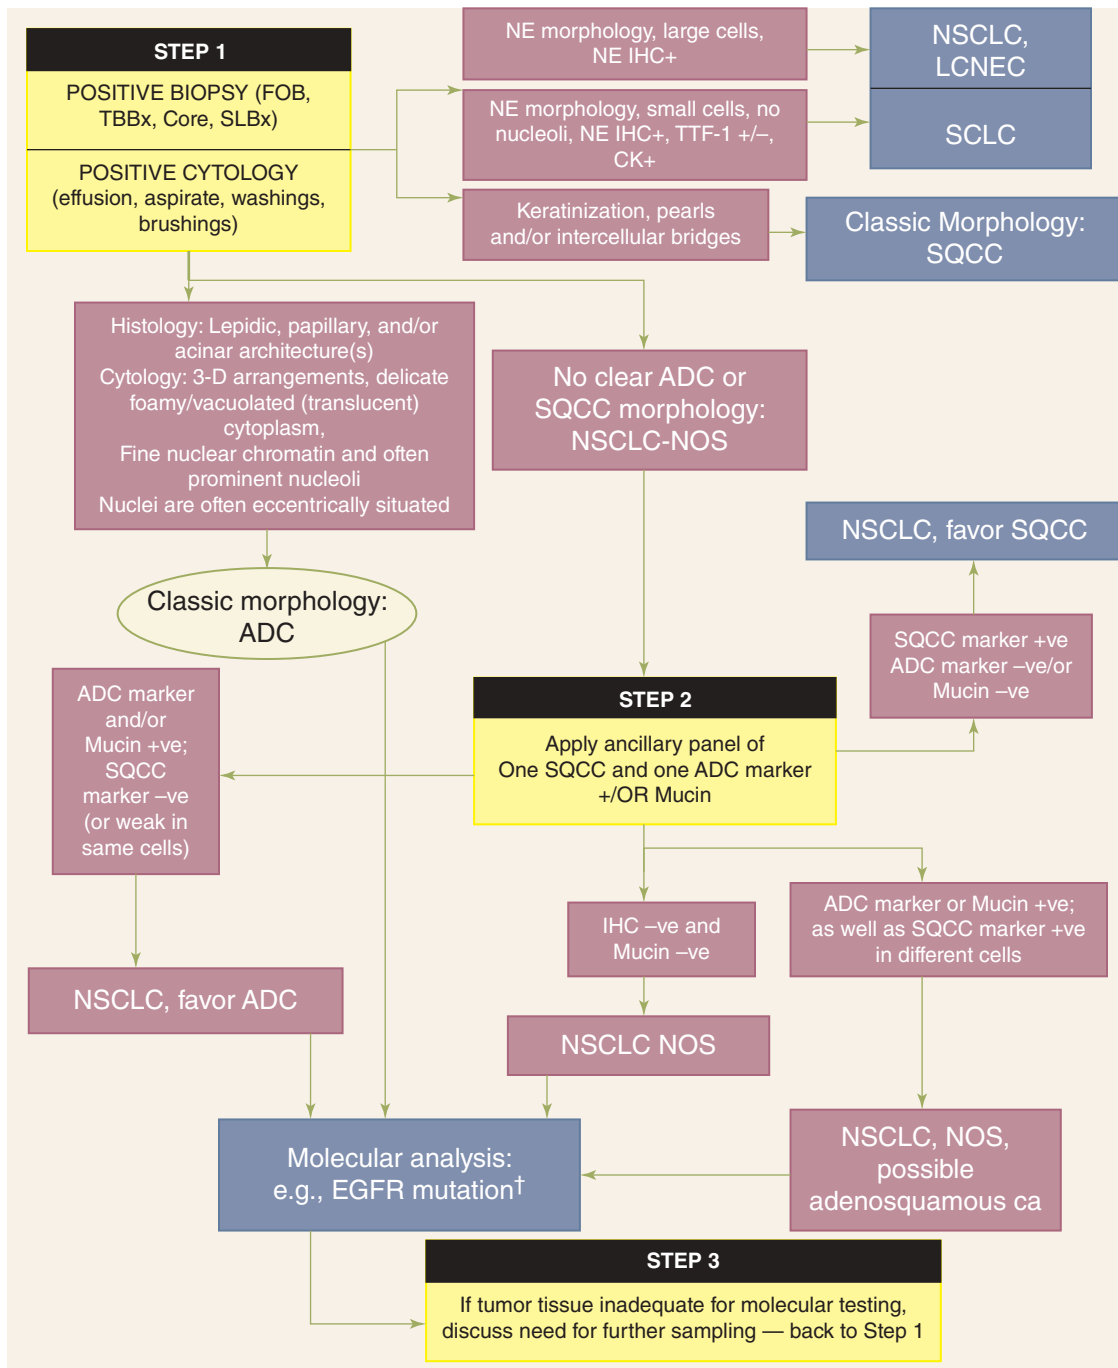 STEP 1
POSITIVE BIOPSY (FOB,
TBBx, Core, SLBx)
POSITIVE CYTOLOGY
(effusion, aspirate, washings,
brushings)
NE morphology, large cells,
NE IHC+
NSCLC,
LCNEC
NE morphology, small cells, no
nucleoli, NE IHC+, TTF-1 +/–,
CK+
SCLC
Keratinization, pearls
and/or intercellular bridges
Classic Morphology:
SQCC
Histology: Lepidic, papillary, and/or
acinar architecture(s)
Cytology: 3-D arrangements, delicate
foamy/vacuolated (translucent)
cytoplasm,
Fine nuclear chromatin and often
prominent nucleoli
Nuclei are often eccentrically situated
No clear ADC or
SQCC morphology:
NSCLC-NOS
NSCLC, favor SQCC
Classic morphology:
ADC
SQCC marker +ve
ADC marker –ve/or
Mucin –ve
ADC marker
and/or
Mucin +ve;
SQCC
marker –ve
(or weak in
same cells)
STEP 2
Apply ancillary panel of
One SQCC and one ADC marker
+/OR Mucin
IHC –ve and
Mucin –ve
ADC marker or Mucin +ve;
as well as SQCC marker +ve
in different cells
NSCLC, favor ADC
NSCLC NOS
Molecular analysis:
e.g., EGFR mutation†
NSCLC, NOS,
possible
adenosquamous ca
STEP 3
If tumor tissue inadequate for molecular testing,
discuss need for further sampling — back to Step 1